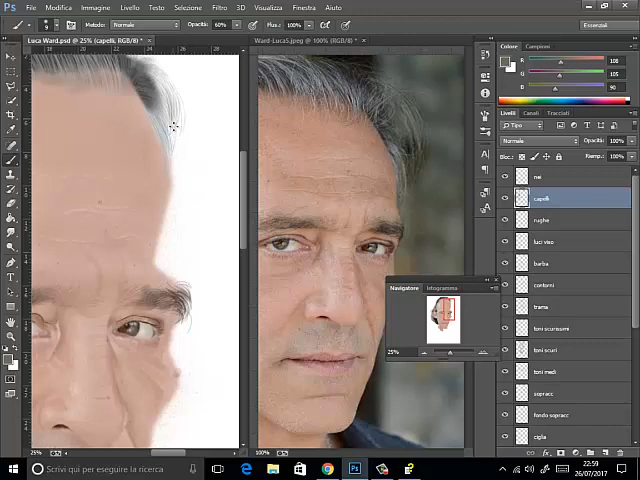 Ps File Modifica Immagine Livello Testo Selezione Filtro 3D Visualizza Finestra Aiuto
9 Metodo: Normale Opacità: 60% Flux.: 100% Essenziali
Luca Ward.psd @ 25% (capelli, RGB/8) *
Ward-Luca5.jpeg @ 100% (RGB/8) *
Colore Campioni
R 108
G 105
B 90
Livelli Canali Tracciati
Tipo
Normale Opacità: 100%
Bloc.: Riemp.: 100%
nei
capelli
rughe
luci viso
barba
contorni
trama
toni scurissimi
toni scuri
toni medi
sopracc
fondo sopracc
ciglia
Navigatore Istogramma
25%
25%
100%
Scrivi qui per eseguire la ricerca
22:59
26/07/2017